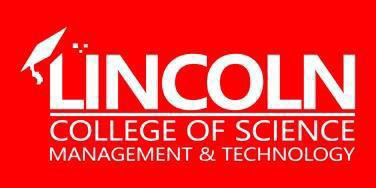 LINCOLN
COLLEGE OF SCIENCE
MANAGEMENT & TECHNOLOGY